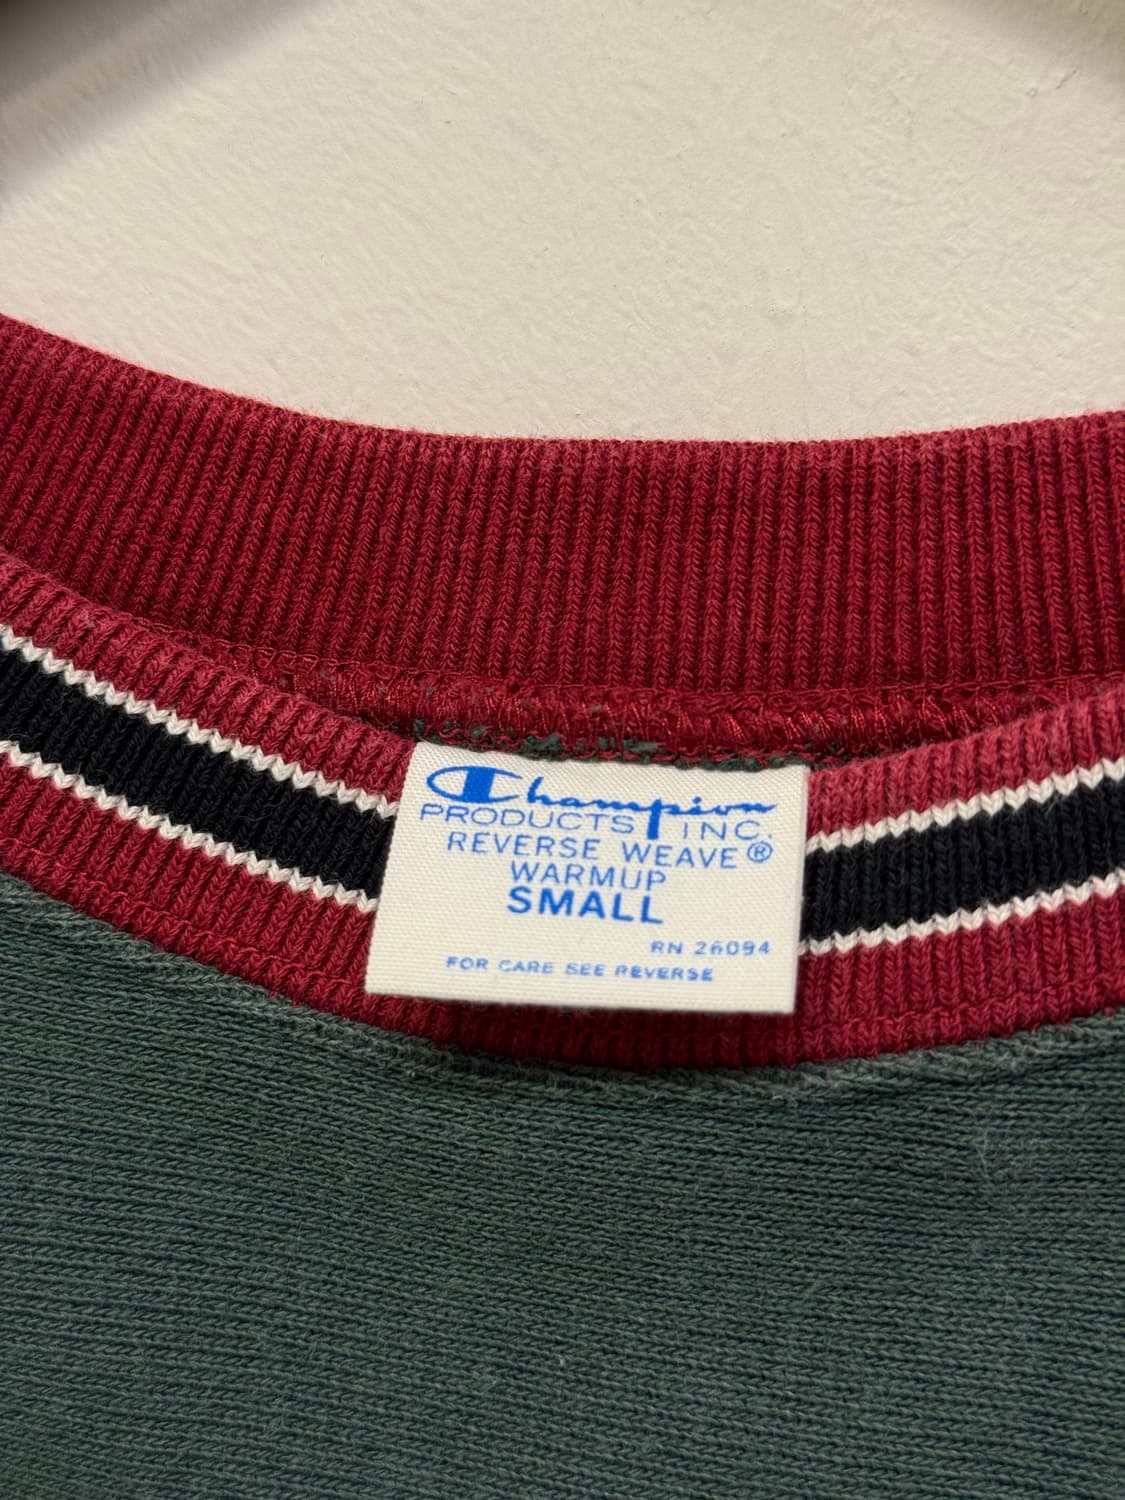 Champion
PRODUCTS INC.
REVERSE WEAVE®
WARMUP
SMALL
RN 26094
FOR CARE SEE REVERSE